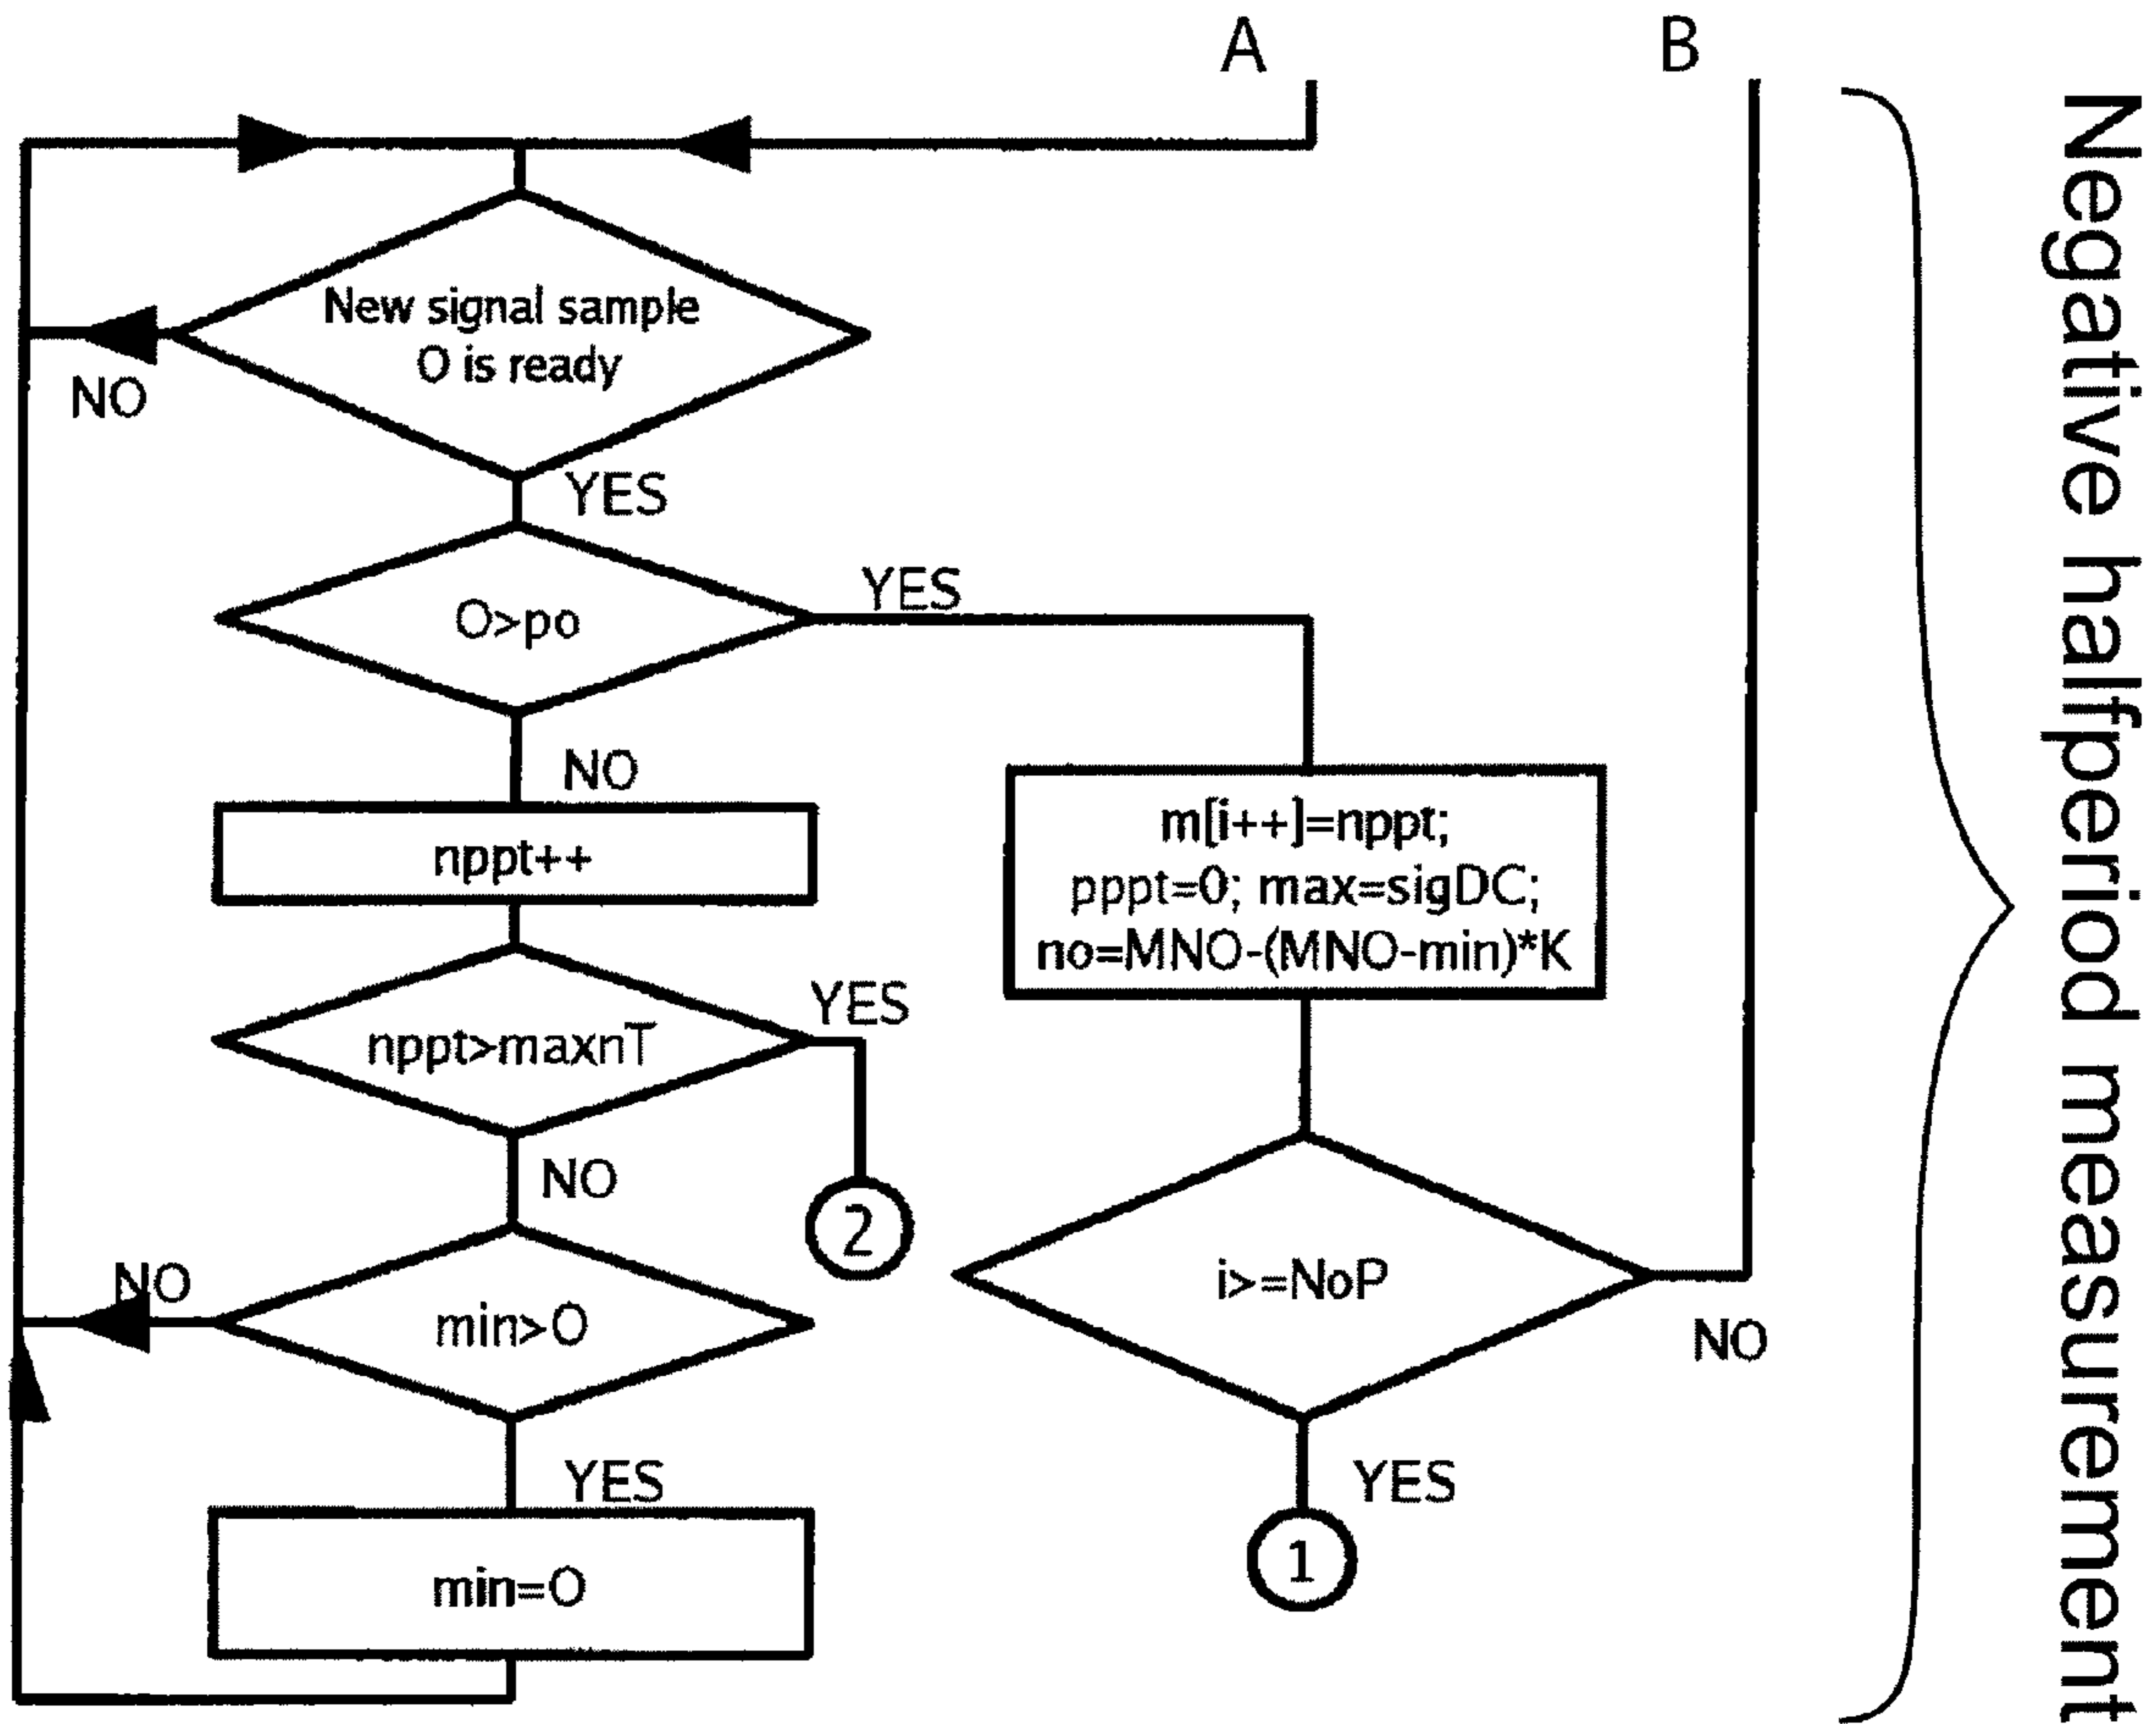 A
B
New signal sample
O is ready
NO
YES
O>po
YES
NO
nppt++
m[i++]=nppt;
pppt=0; max=sigDC;
no=MNO-(MNO-min)*K
nppt>maxnT
YES
NO
2
min>O
NO
i>=NoP
NO
YES
YES
min=O
1
Negative halfperiod measurement